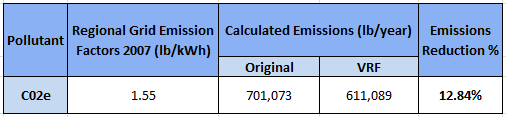 Pollutant
Regional Grid Emission
Factors 2007 (lb/kWh)
Calculated Emissions (lb/year)
Emissions
Reduction %
Original
VRF
C02e
1.55
701,073
611,089
12.84%